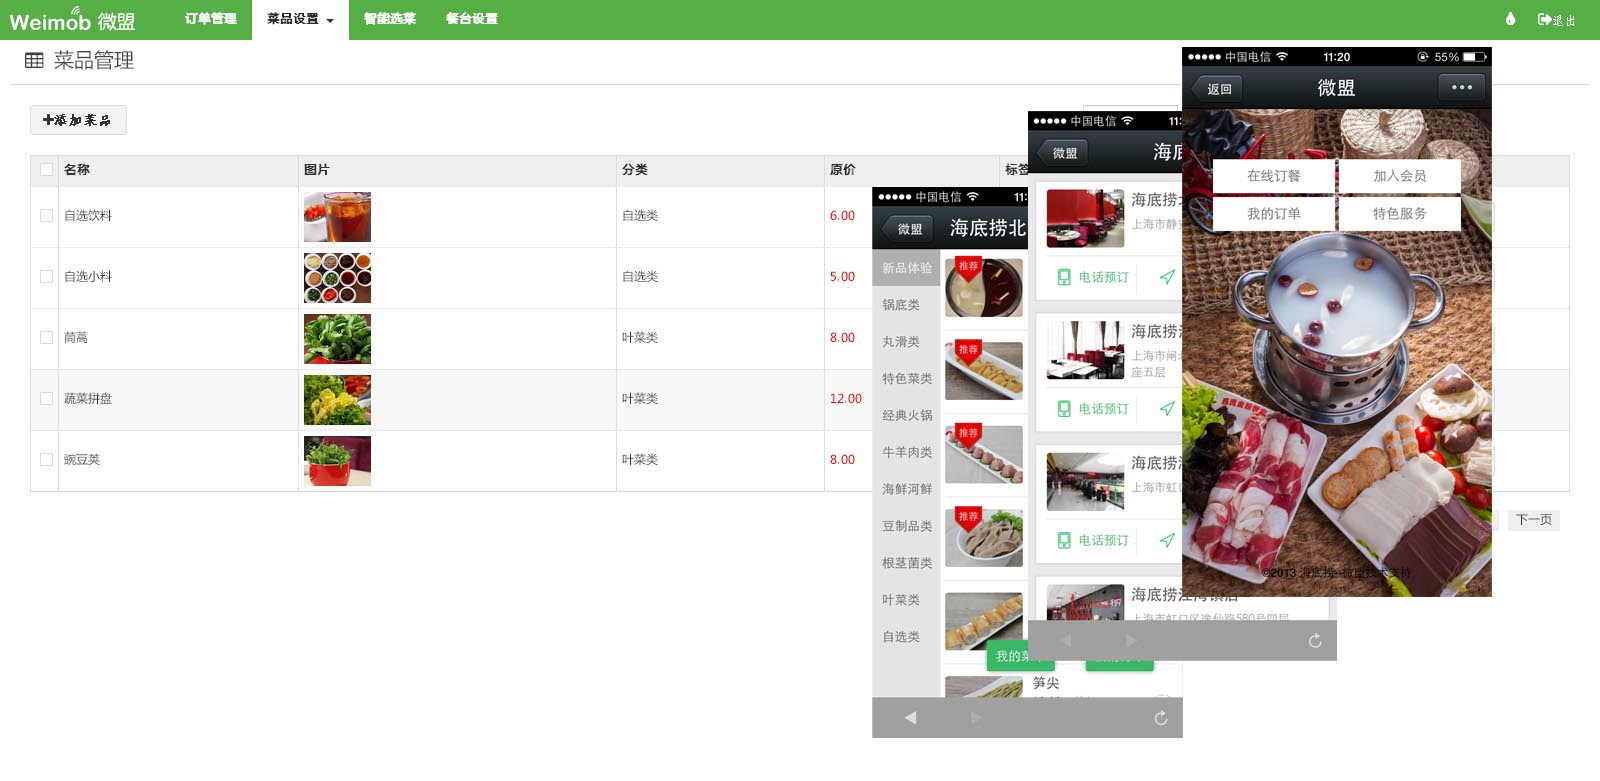 Weimob 微盟
订单管理 菜品设置 智能选菜 餐台设置 退出
菜品管理
添加菜品
名称 图片 分类 原价 标签
自选饮料 自选类 6.00
自选小料 自选类 5.00
茼蒿 叶菜类 8.00
蔬菜拼盘 叶菜类 12.00
豌豆荚 叶菜类 8.00
下一页
中国电信 11:
微盟 海底捞北
新品体验
锅底类
丸滑类
特色菜类
经典火锅
牛羊肉类
海鲜河鲜
豆制品类
根茎菌类
叶菜类
自选类
推荐
推荐
推荐
推荐
我的菜
笋尖
中国电信 11:
微盟 海底
海底捞
上海市静安
电话预订
海底捞
上海市闸北
座五层
电话预订
海底捞
上海市虹口
电话预订
海底捞江湾镇店
上海市虹口区逸仙路580号四层
中国电信 11:20 55%
返回 微盟
在线订餐 加入会员
我的订单 特色服务
©2013 海底捞--微盟技术支持